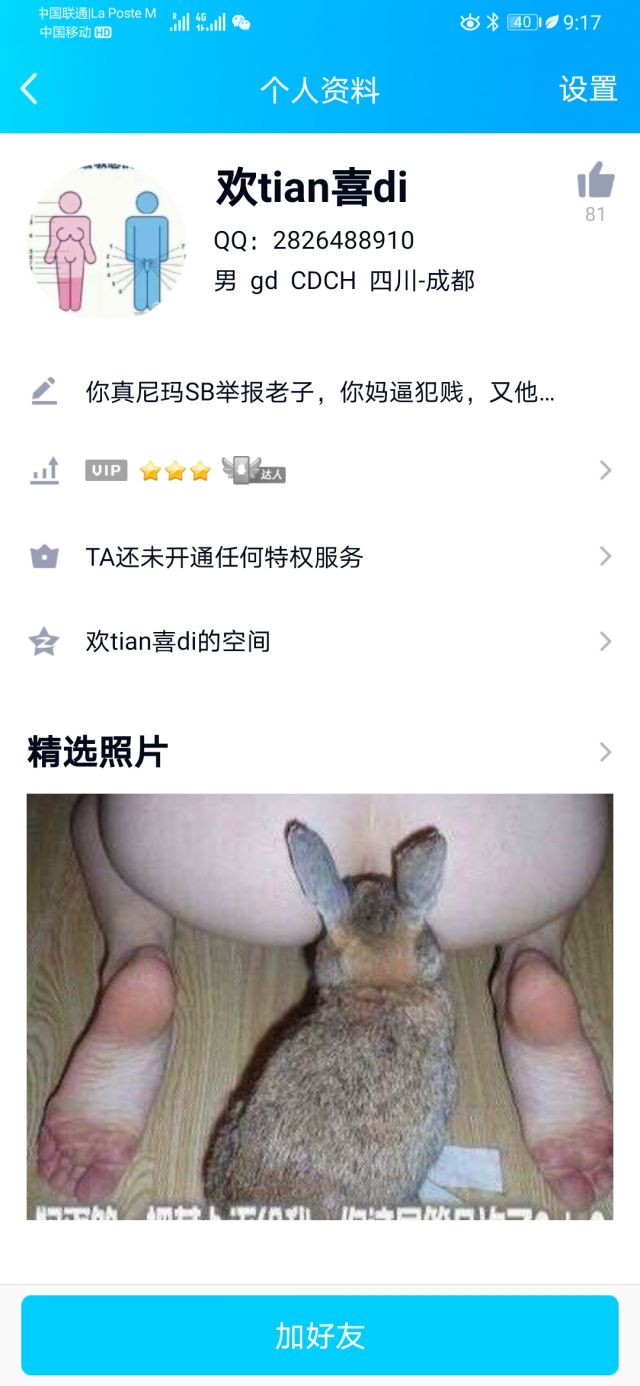 中国联通|La Poste M
中国移动 HD
4G
40
9:17
个人资料
设置
欢tian喜di
81
QQ：2826488910
男 gd CDCH 四川-成都
你真尼玛SB举报老子，你妈逼犯贱，又他...
VIP
达人
TA还未开通任何特权服务
欢tian喜di的空间
精选照片
加好友